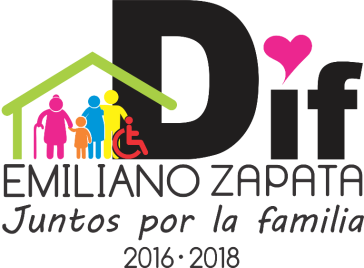 Dif
EMILIANO ZAPATA
Juntos por la familia
2016·2018